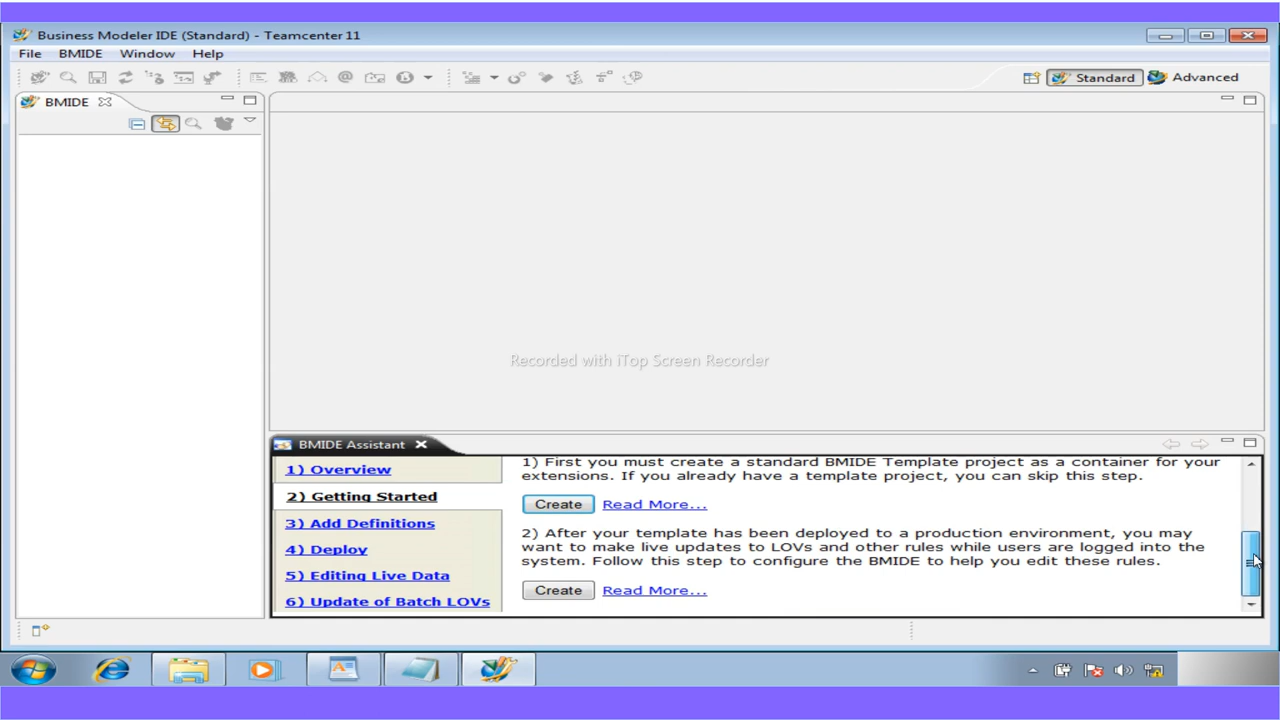 Business Modeler IDE (Standard) - Teamcenter 11
File BMIDE Window Help
Standard Advanced
BMIDE
Recorded with iTop Screen Recorder
BMIDE Assistant
1) Overview
2) Getting Started
3) Add Definitions
4) Deploy
5) Editing Live Data
6) Update of Batch LOVs
1) First you must create a standard BMIDE Template project as a container for your
extensions. If you already have a template project, you can skip this step.
Create Read More...
2) After your template has been deployed to a production environment, you may
want to make live updates to LOVs and other rules while users are logged into the
system. Follow this step to configure the BMIDE to help you edit these rules.
Create Read More...